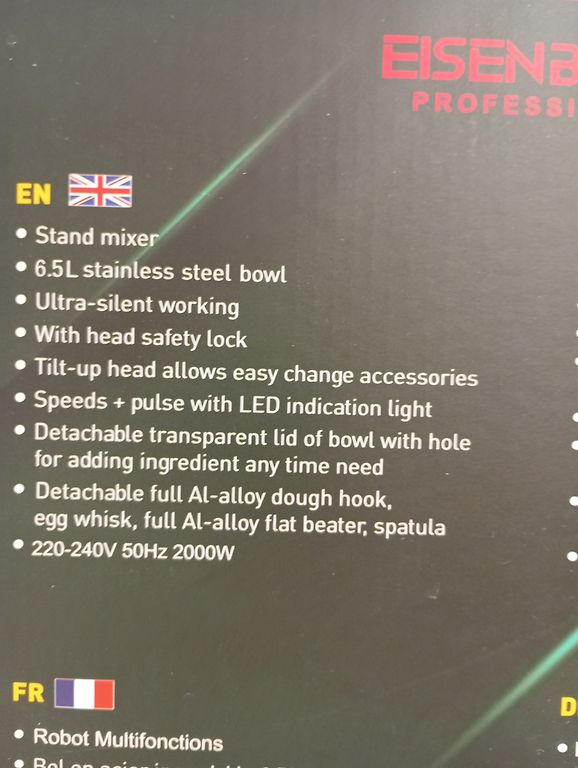 EISENB
PROFESSI
EN
• Stand mixer
• 6.5L stainless steel bowl
• Ultra-silent working
• With head safety lock
• Tilt-up head allows easy change accessories
• Speeds + pulse with LED indication light
• Detachable transparent lid of bowl with hole
for adding ingredient any time need
• Detachable full Al-alloy dough hook,
egg whisk, full Al-alloy flat beater, spatula
• 220-240V 50Hz 2000W
FR
• Robot Multifonctions